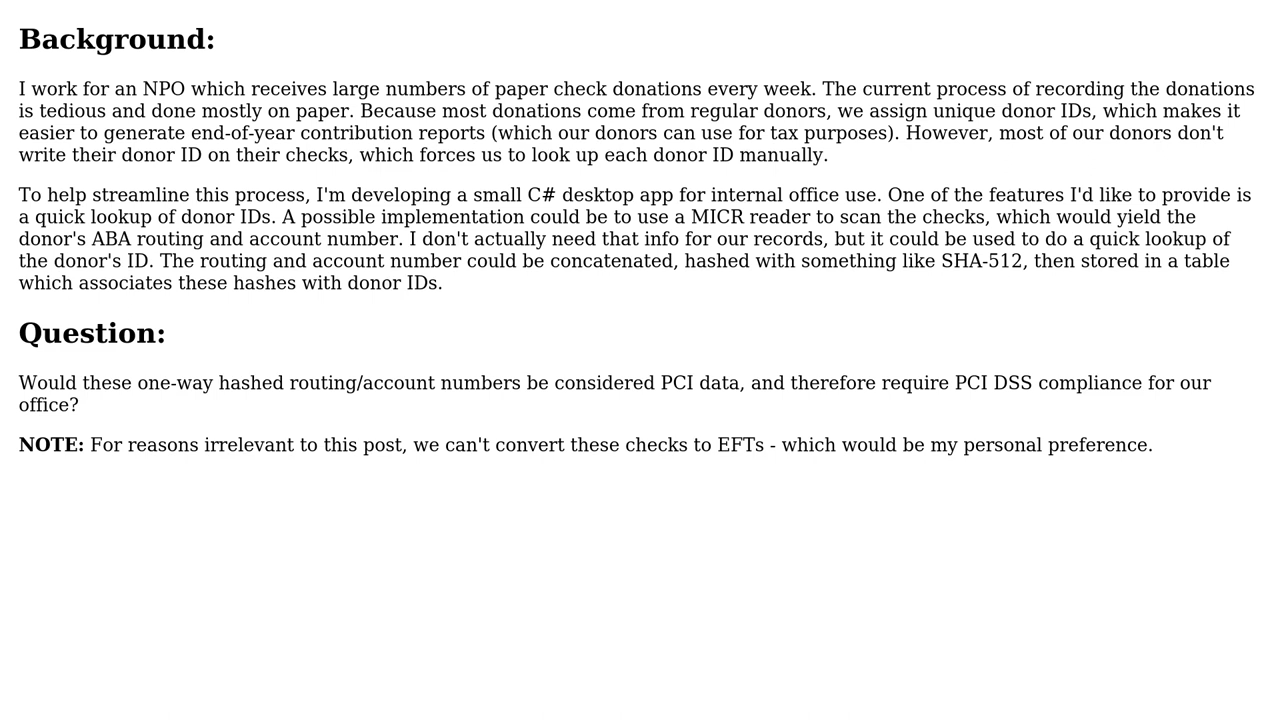 Background:
I work for an NPO which receives large numbers of paper check donations every week. The current process of recording the donations
is tedious and done mostly on paper. Because most donations come from regular donors, we assign unique donor IDs, which makes it
easier to generate end-of-year contribution reports (which our donors can use for tax purposes). However, most of our donors don't
write their donor ID on their checks, which forces us to look up each donor ID manually.
To help streamline this process, I'm developing a small C# desktop app for internal office use. One of the features I'd like to provide is
a quick lookup of donor IDs. A possible implementation could be to use a MICR reader to scan the checks, which would yield the
donor's ABA routing and account number. I don't actually need that info for our records, but it could be used to do a quick lookup of
the donor's ID. The routing and account number could be concatenated, hashed with something like SHA-512, then stored in a table
which associates these hashes with donor IDs.
Question:
Would these one-way hashed routing/account numbers be considered PCI data, and therefore require PCI DSS compliance for our
office?
NOTE: For reasons irrelevant to this post, we can't convert these checks to EFTs - which would be my personal preference.